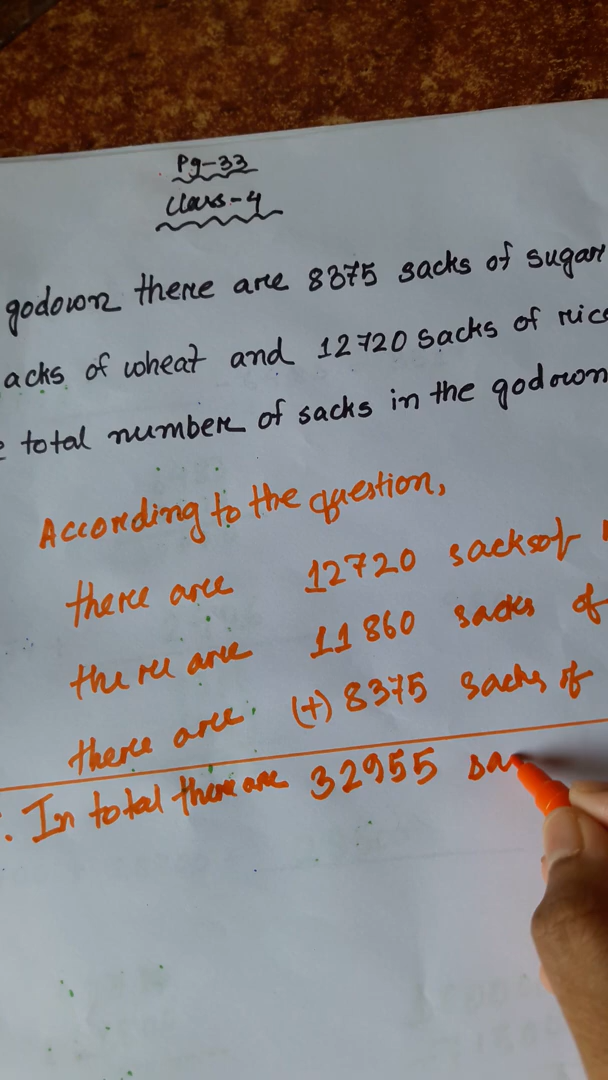 Pg-33
Class-4
godown there are 8375 sacks of sugar
acks of wheat and 12720 sacks of rice
total number of sacks in the godown
According to the question,
there are 12720 sacks of
there are 11860 sacks of
there are (+) 8375 sacks of
In total there are 32955 sa